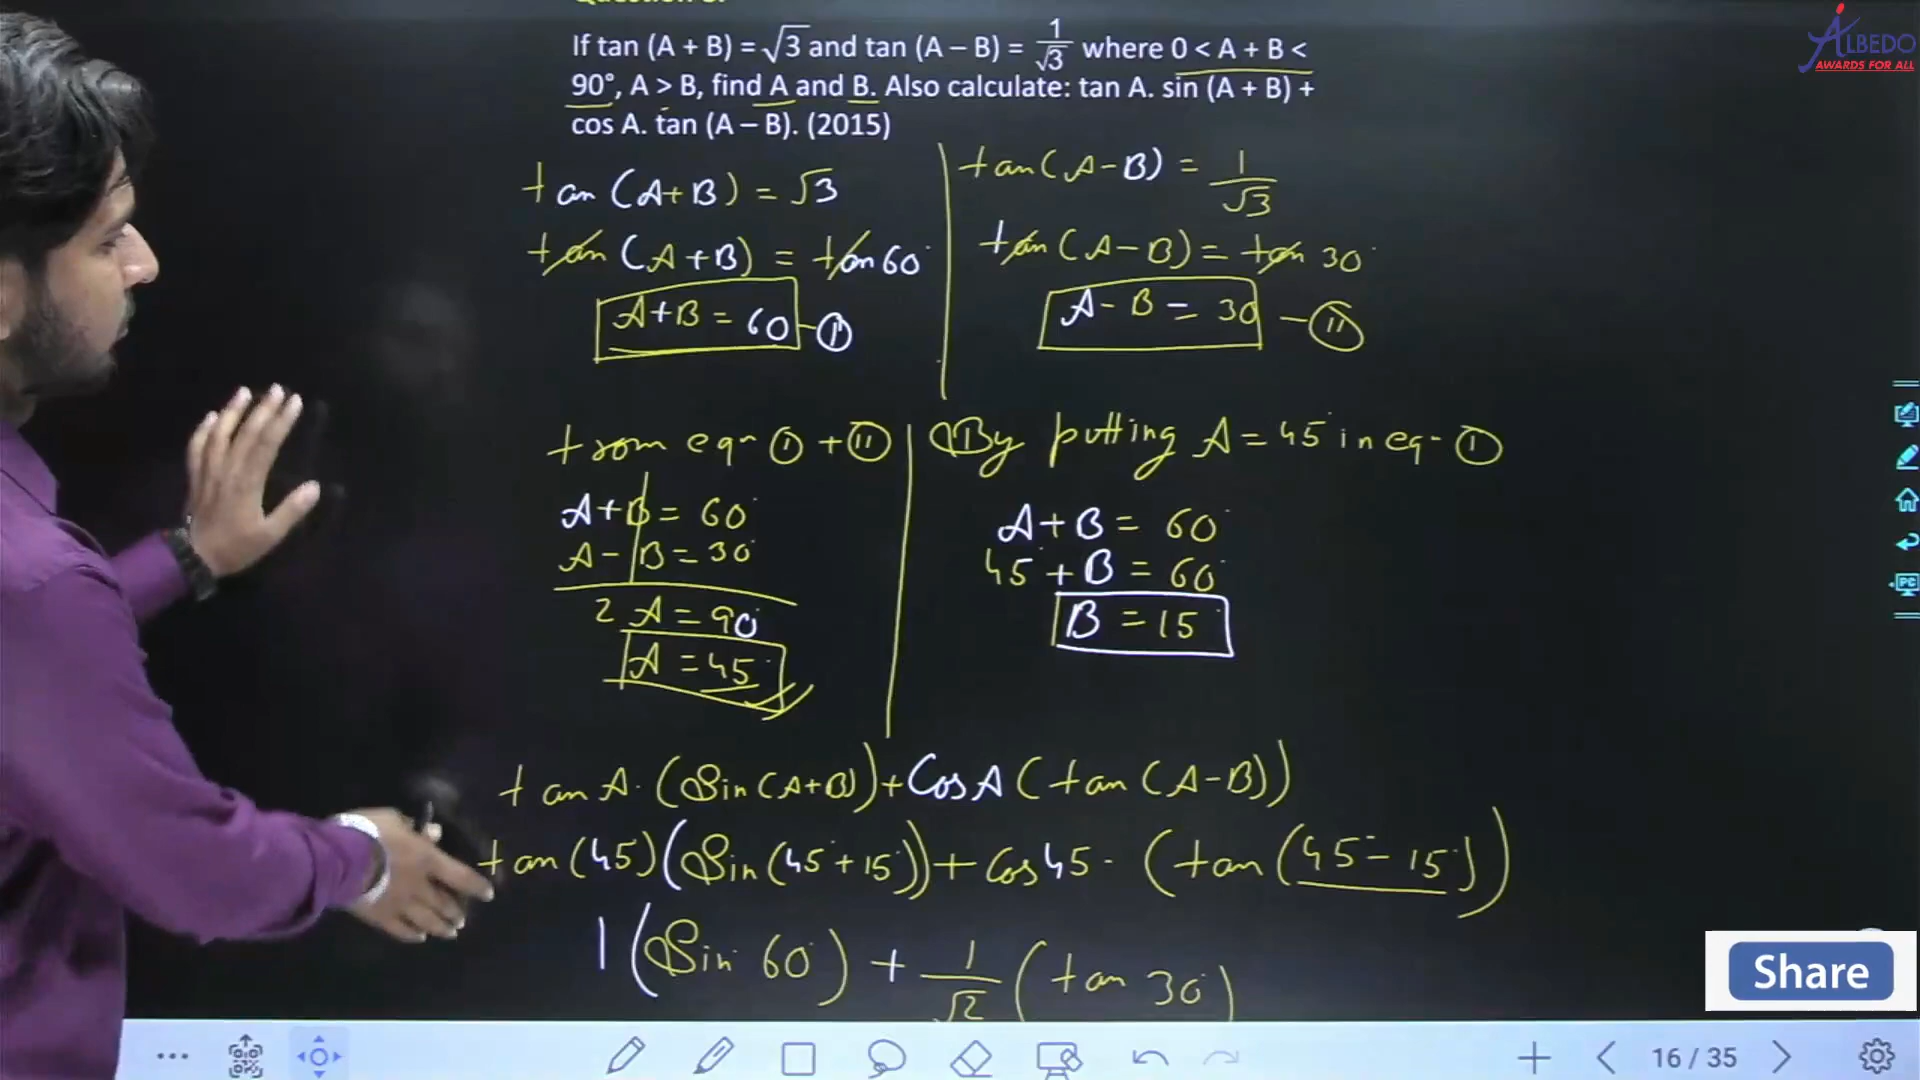 If tan (A + B) = √3 and tan (A – B) = 1/√3 where 0 < A + B <
90°, A > B, find A and B. Also calculate: tan A. sin (A + B) +
cos A. tan (A – B). (2015)
tan (A+B) = √3
tan (A+B) = tan 60°
A+B = 60 - (I)
tan(A-B) = 1/√3
tan(A-B) = tan 30°
A-B = 30 - (II)
from eq- (I) + (II)
A+B = 60°
A-B = 30°
2A = 90°
A = 45°
By putting A = 45° in eq- (I)
A+B = 60°
45° + B = 60°
B = 15°
tan A. (Sin(A+B)) + Cos A (tan(A-B))
tan(45°)(Sin(45°+15°)) + Cos 45°. (tan(45°-15°))
1(Sin 60°) + 1/√2 (tan 30°)
ALBEDO
AWARDS FOR ALL
PC
Share
16 / 35